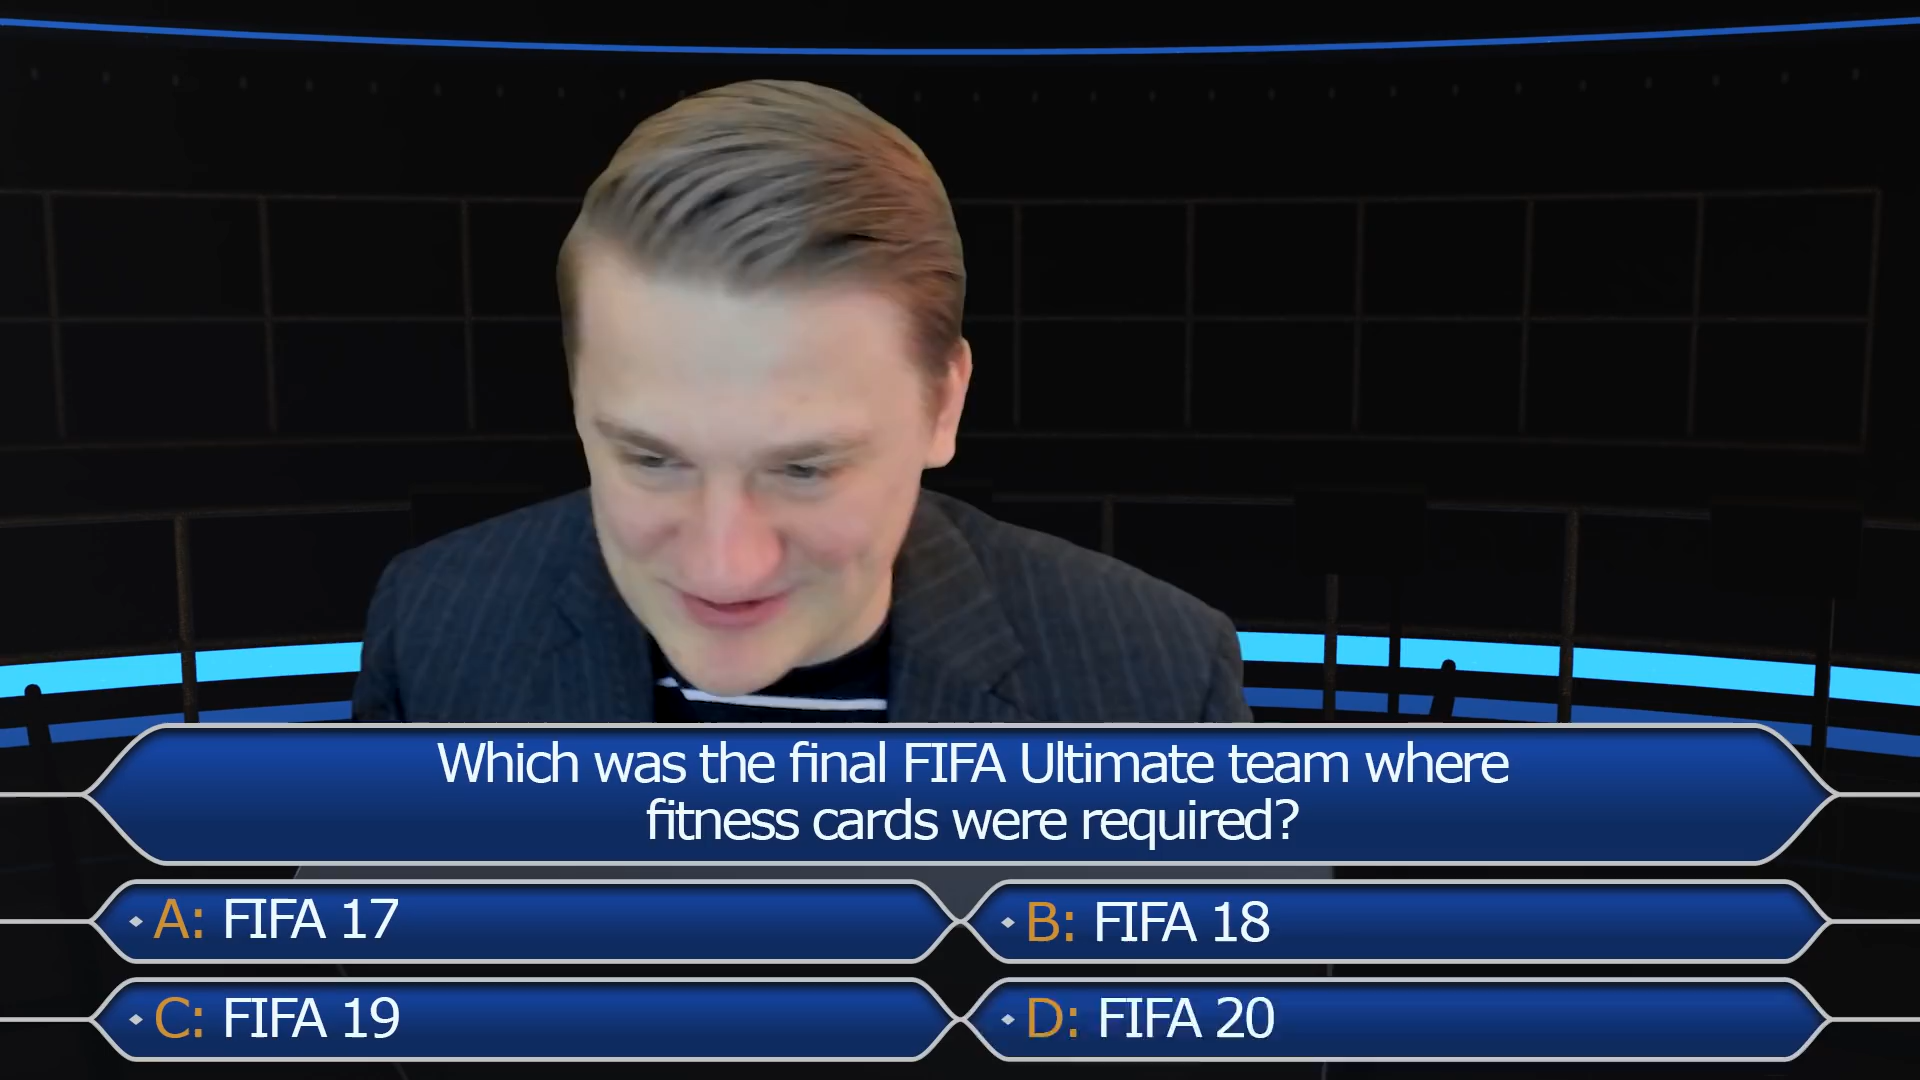 Which was the final FIFA Ultimate team where
fitness cards were required?
A: FIFA 17
B: FIFA 18
C: FIFA 19
D: FIFA 20